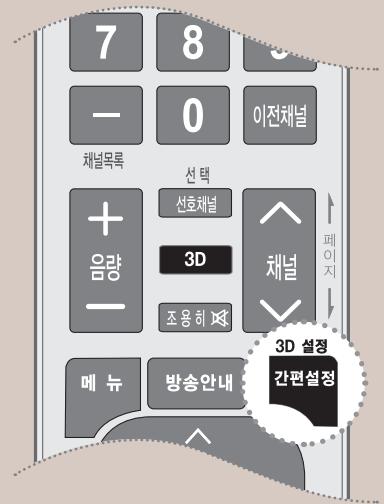 7
8
9
0
이전채널
채널목록
선 택
선호채널
음량
3D
채널
페이지
조용히
3D 설정
메 뉴
방송안내
간편설정